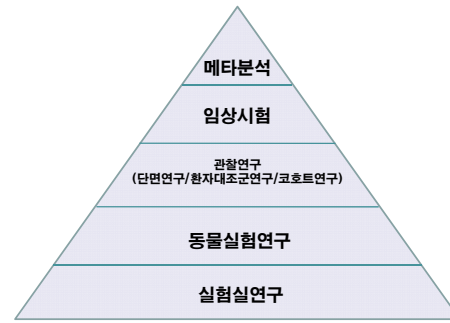 메타분석
임상시험
관찰연구
(단면연구/환자대조군연구/코호트연구)
동물실험연구
실험실연구